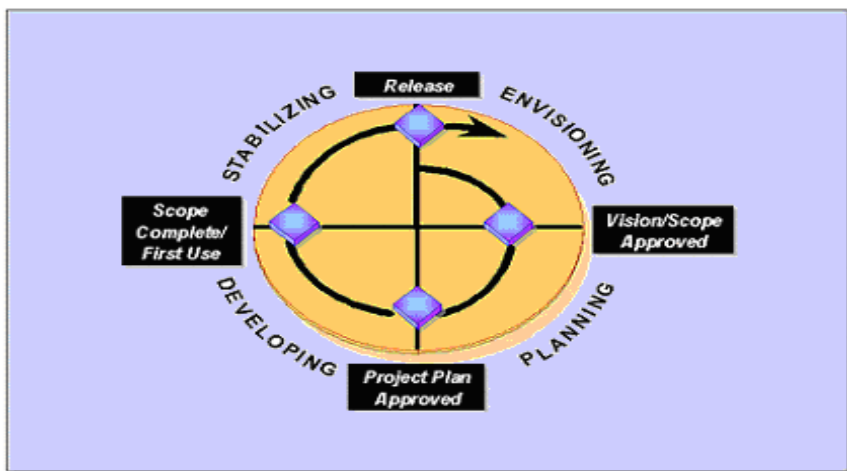 Release
STABILIZING
ENVISIONING
Scope
Complete/
First Use
Vision/Scope
Approved
DEVELOPING
PLANNING
Project Plan
Approved